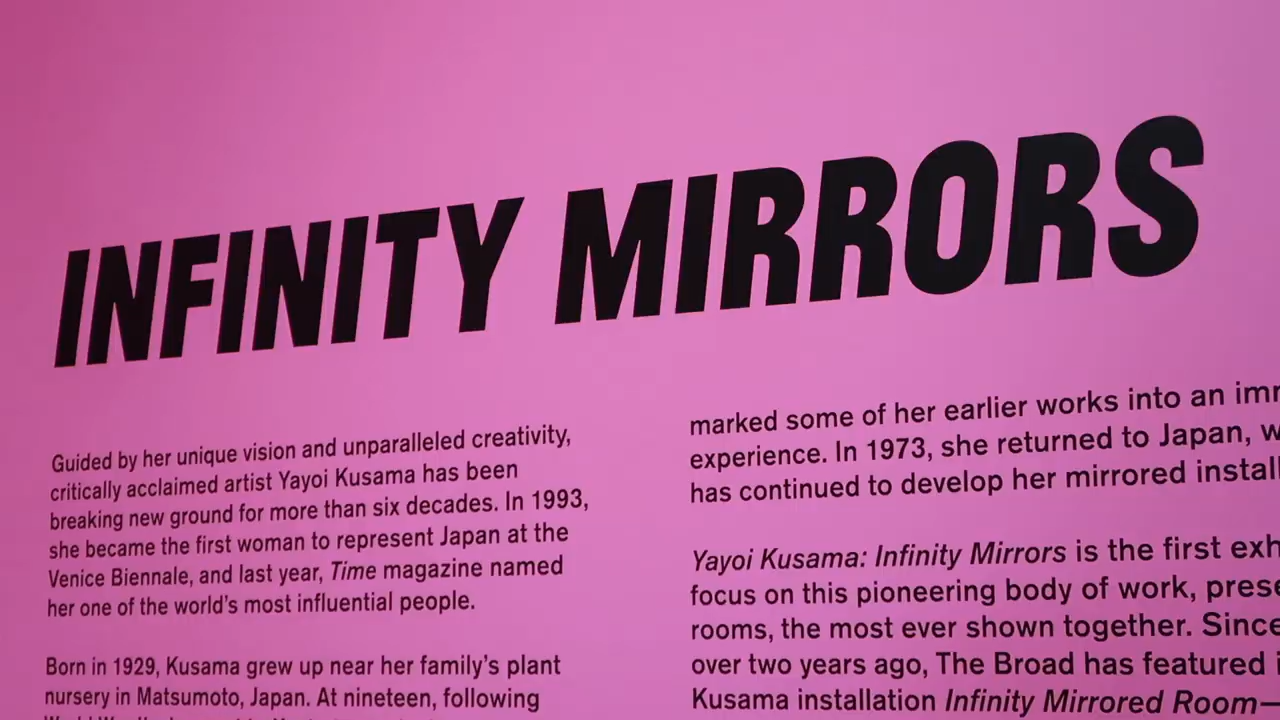 INFINITY MIRRORS
Guided by her unique vision and unparalleled creativity,
critically acclaimed artist Yayoi Kusama has been
breaking new ground for more than six decades. In 1993,
she became the first woman to represent Japan at the
Venice Biennale, and last year, Time magazine named
her one of the world's most influential people.
Born in 1929, Kusama grew up near her family's plant
nursery in Matsumoto, Japan. At nineteen, following
marked some of her earlier works into an
experience. In 1973, she returned to Japan,
has continued to develop her mirrored
Yayoi Kusama: Infinity Mirrors is the first
focus on this pioneering body of work,
rooms, the most ever shown together. Since
over two years ago, The Broad has featured
Kusama installation Infinity Mirrored Room—